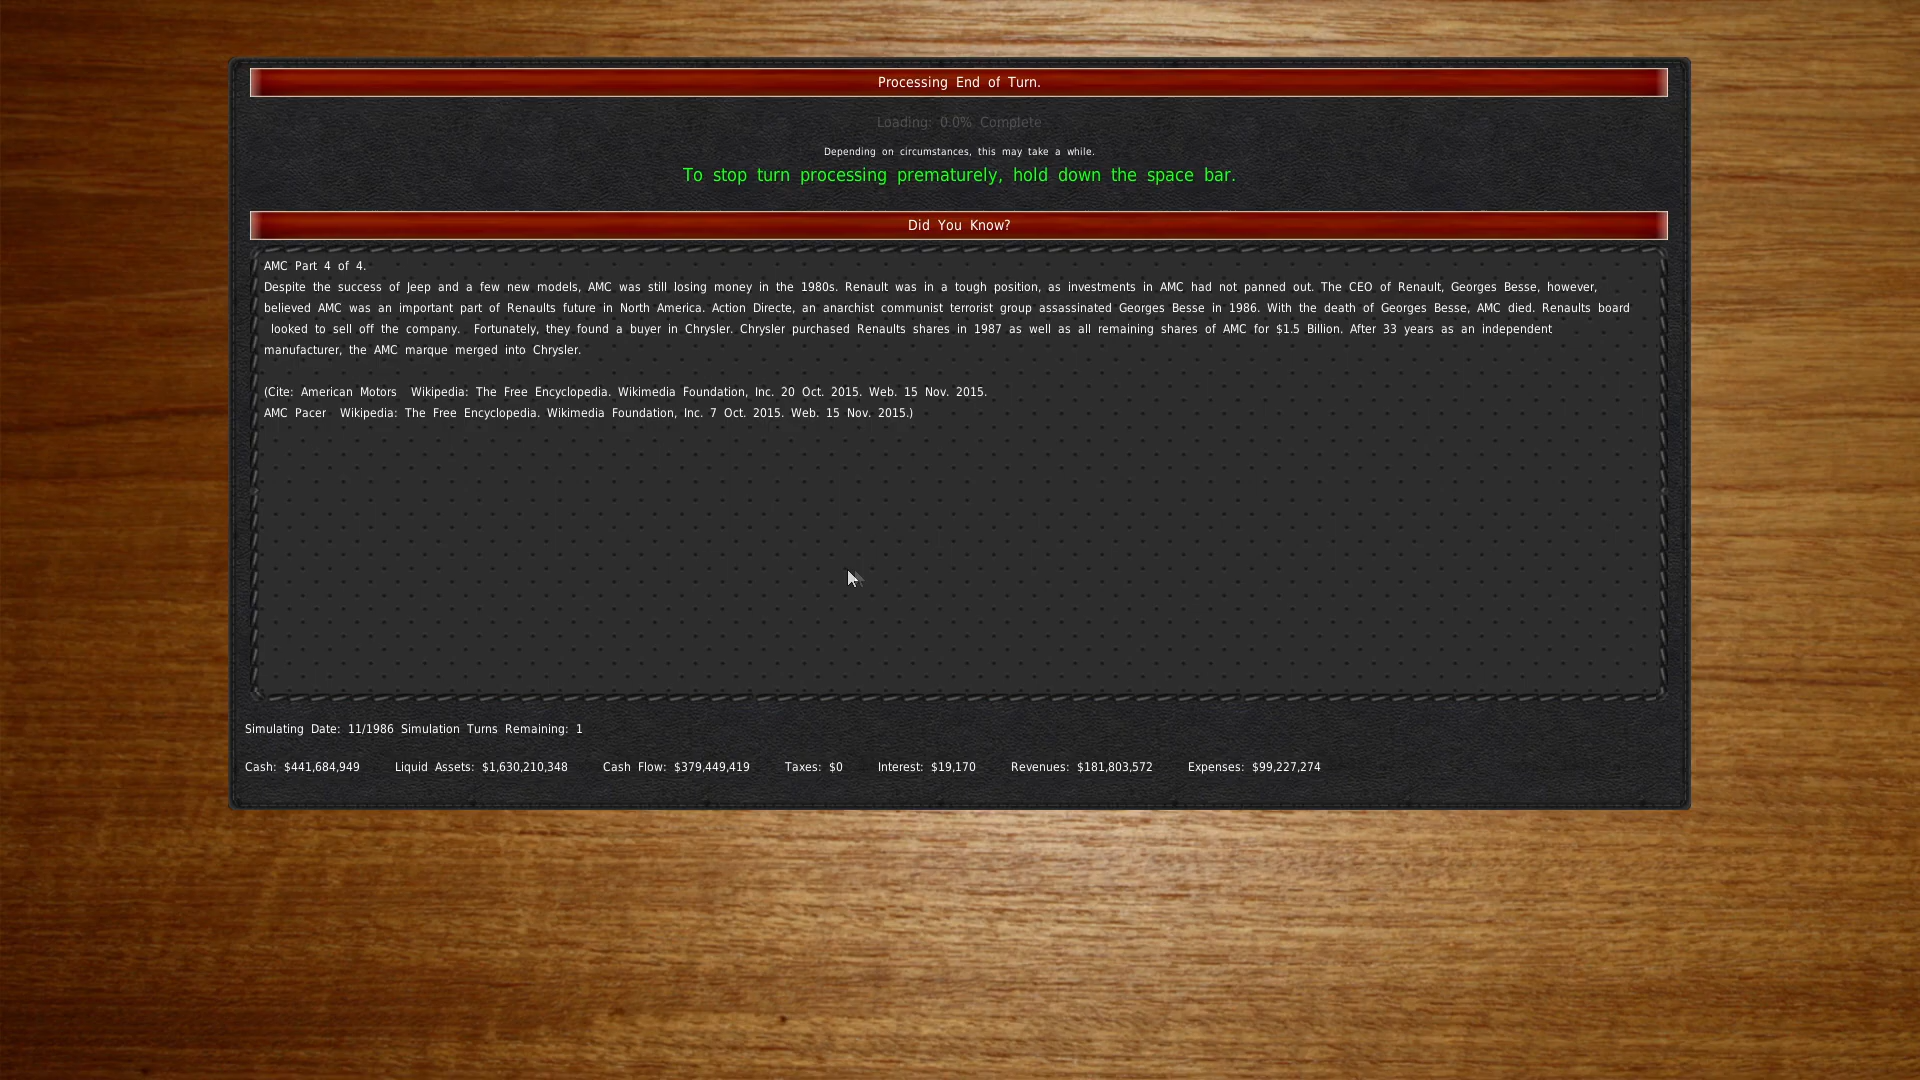 Processing End of Turn.
Loading: 0.0% Complete
Depending on circumstances, this may take a while.
To stop turn processing prematurely, hold down the space bar.
Did You Know?
AMC Part 4 of 4.
Despite the success of Jeep and a few new models, AMC was still losing money in the 1980s. Renault was in a tough position, as investments in AMC had not panned out. The CEO of Renault, Georges Besse, however,
believed AMC was an important part of Renaults future in North America. Action Directe, an anarchist communist terrorist group assassinated Georges Besse in 1986. With the death of Georges Besse, AMC died. Renaults board
looked to sell off the company. Fortunately, they found a buyer in Chrysler. Chrysler purchased Renaults shares in 1987 as well as all remaining shares of AMC for $1.5 Billion. After 33 years as an independent
manufacturer, the AMC marque merged into Chrysler.
(Cite: American Motors Wikipedia: The Free Encyclopedia. Wikimedia Foundation, Inc. 20 Oct. 2015. Web. 15 Nov. 2015.
AMC Pacer Wikipedia: The Free Encyclopedia. Wikimedia Foundation, Inc. 7 Oct. 2015. Web. 15 Nov. 2015.)
Simulating Date: 11/1986 Simulation Turns Remaining: 1
Cash: $441,684,949 Liquid Assets: $1,630,210,348 Cash Flow: $379,449,419 Taxes: $0 Interest: $19,170 Revenues: $181,803,572 Expenses: $99,227,274